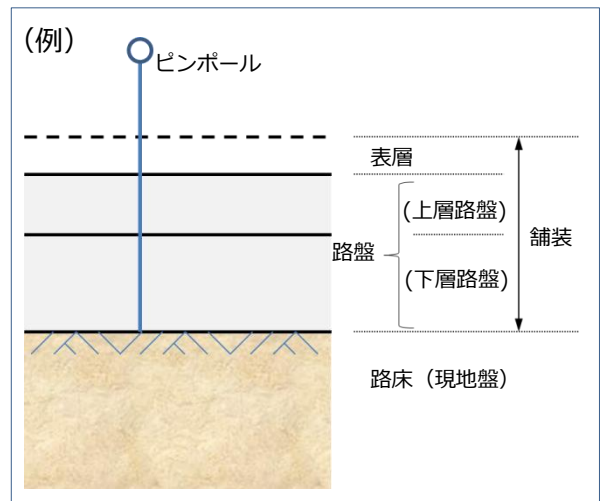 (例)
ピンポール
表層
(上層路盤)
舗装
路盤
(下層路盤)
路床（現地盤）